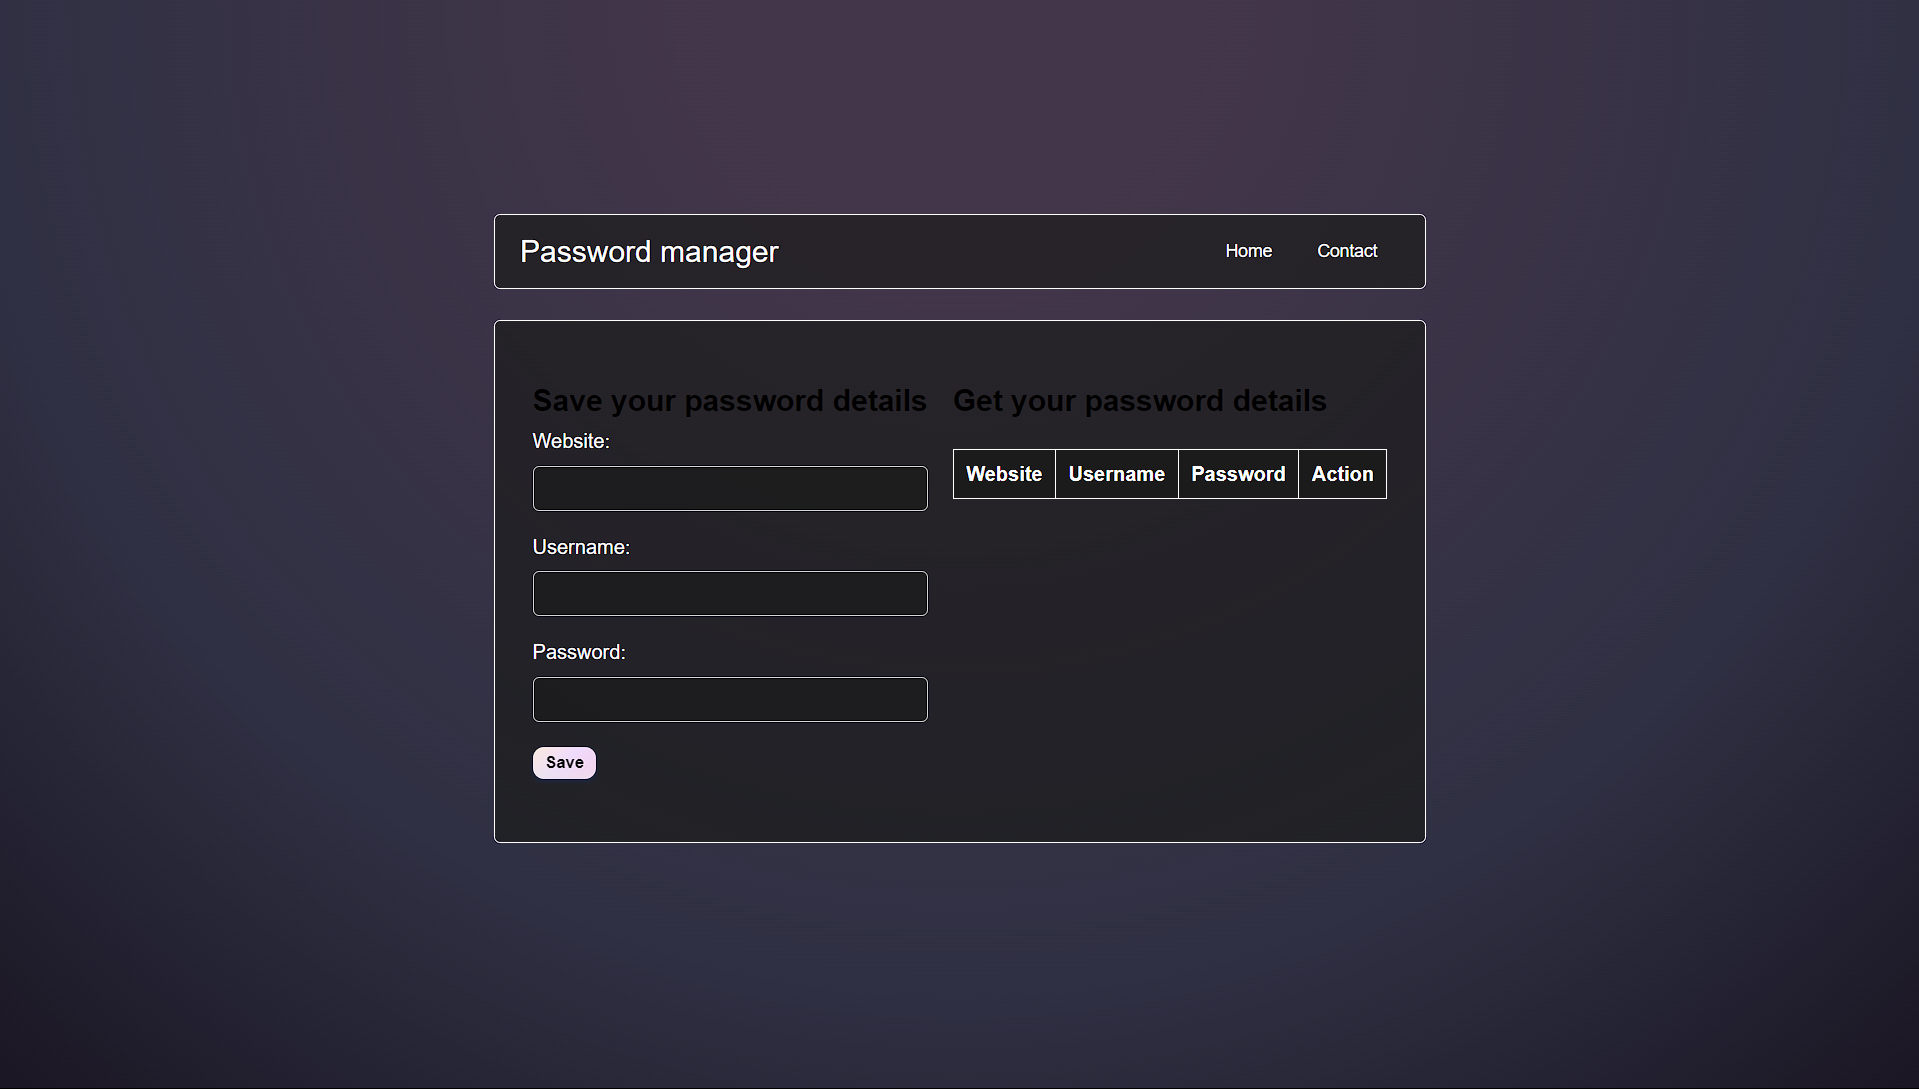 Password manager
Home
Contact
Save your password details
Website:
Username:
Password:
Save
Get your password details
Website Username Password Action